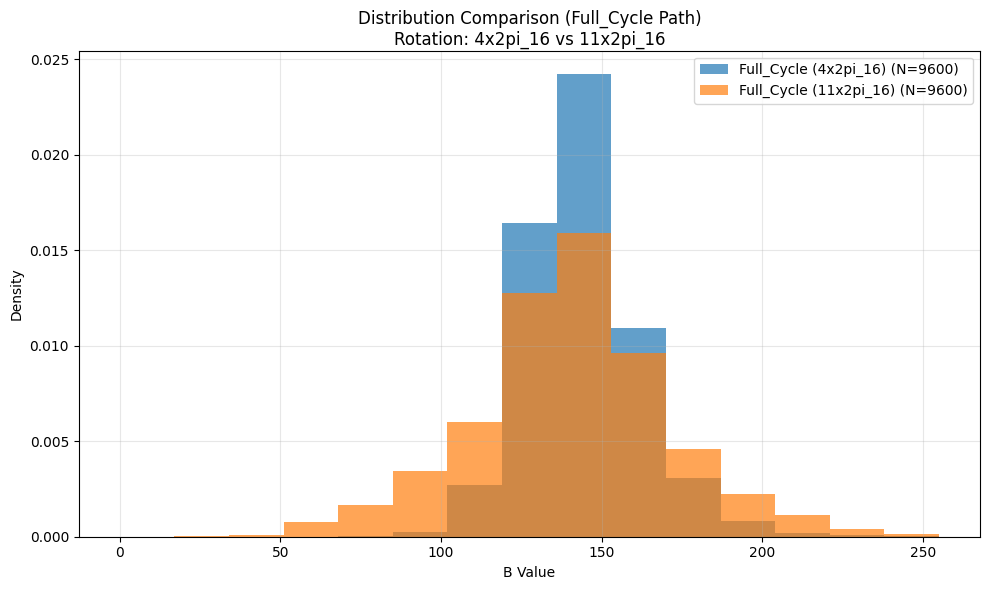 Distribution Comparison (Full_Cycle Path)
Rotation: 4x2pi_16 vs 11x2pi_16
Full_Cycle (4x2pi_16) (N=9600)
Full_Cycle (11x2pi_16) (N=9600)
Density
0.025
0.020
0.015
0.010
0.005
0.000
0 50 100 150 200 250
B Value